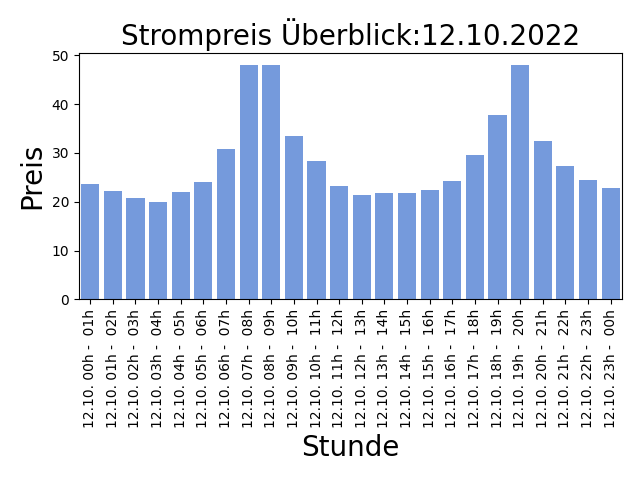 Strompreis Überblick:12.10.2022
Preis
50
40
30
20
10
0
12.10. 00h - 01h
12.10. 01h - 02h
12.10. 02h - 03h
12.10. 03h - 04h
12.10. 04h - 05h
12.10. 05h - 06h
12.10. 06h - 07h
12.10. 07h - 08h
12.10. 08h - 09h
12.10. 09h - 10h
12.10. 10h - 11h
12.10. 11h - 12h
12.10. 12h - 13h
12.10. 13h - 14h
12.10. 14h - 15h
12.10. 15h - 16h
12.10. 16h - 17h
12.10. 17h - 18h
12.10. 18h - 19h
12.10. 19h - 20h
12.10. 20h - 21h
12.10. 21h - 22h
12.10. 22h - 23h
12.10. 23h - 00h
Stunde